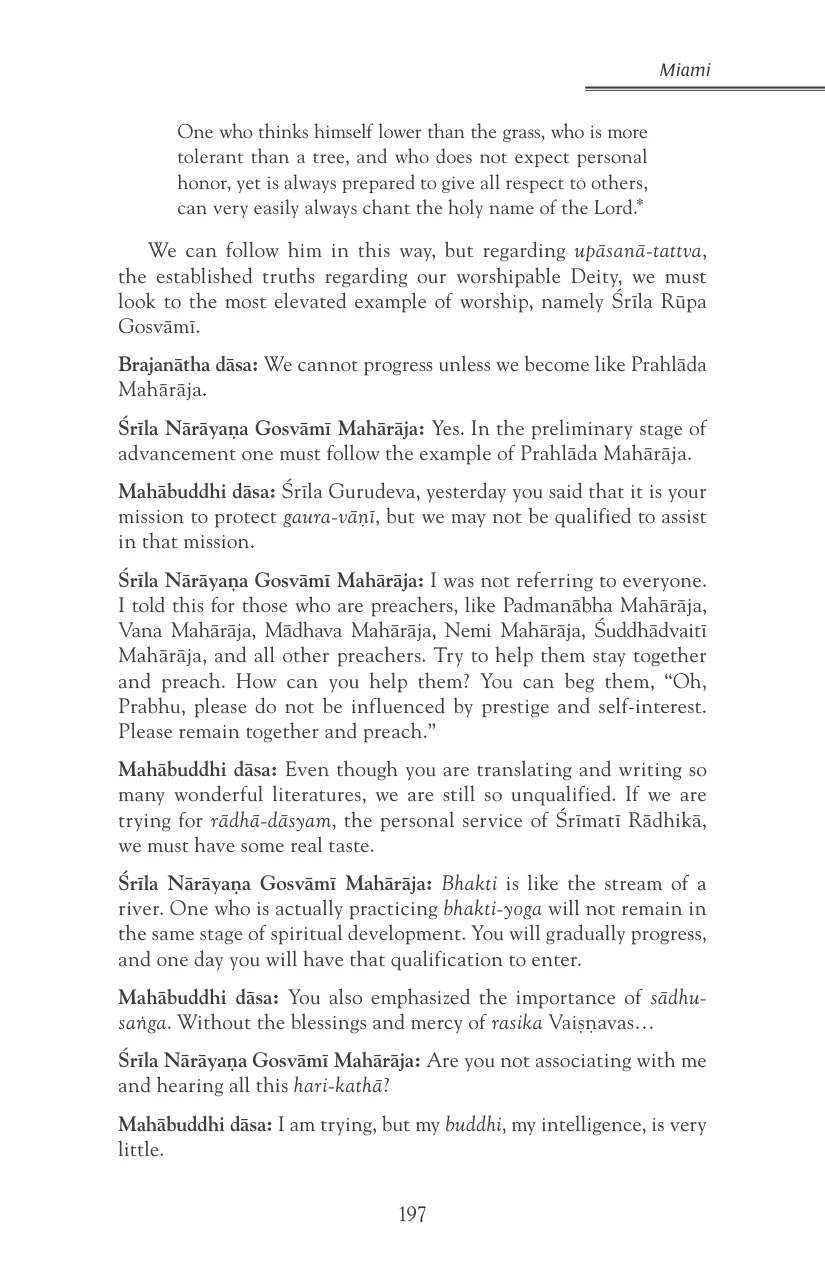 Miami
One who thinks himself lower than the grass, who is more
tolerant than a tree, and who does not expect personal
honor, yet is always prepared to give all respect to others,
can very easily always chant the holy name of the Lord.*
We can follow him in this way, but regarding upāsanā-tattva,
the established truths regarding our worshipable Deity, we must
look to the most elevated example of worship, namely Śrīla Rūpa
Gosvāmī.
Brajanātha dāsa: We cannot progress unless we become like Prahlāda
Mahārāja.
Śrīla Nārāyaṇa Gosvāmī Mahārāja: Yes. In the preliminary stage of
advancement one must follow the example of Prahlāda Mahārāja.
Mahābuddhi dāsa: Śrīla Gurudeva, yesterday you said that it is your
mission to protect gaura-vāṇī, but we may not be qualified to assist
in that mission.
Śrīla Nārāyaṇa Gosvāmī Mahārāja: I was not referring to everyone.
I told this for those who are preachers, like Padmanābha Mahārāja,
Vana Mahārāja, Mādhava Mahārāja, Nemi Mahārāja, Śuddhādvaitī
Mahārāja, and all other preachers. Try to help them stay together
and preach. How can you help them? You can beg them, “Oh,
Prabhu, please do not be influenced by prestige and self-interest.
Please remain together and preach.”
Mahābuddhi dāsa: Even though you are translating and writing so
many wonderful literatures, we are still so unqualified. If we are
trying for rādhā-dāsyam, the personal service of Śrīmatī Rādhikā,
we must have some real taste.
Śrīla Nārāyaṇa Gosvāmī Mahārāja: Bhakti is like the stream of a
river. One who is actually practicing bhakti-yoga will not remain in
the same stage of spiritual development. You will gradually progress,
and one day you will have that qualification to enter.
Mahābuddhi dāsa: You also emphasized the importance of sādhu-
saṅga. Without the blessings and mercy of rasika Vaiṣṇavas…
Śrīla Nārāyaṇa Gosvāmī Mahārāja: Are you not associating with me
and hearing all this hari-kathā?
Mahābuddhi dāsa: I am trying, but my buddhi, my intelligence, is very
little.
197